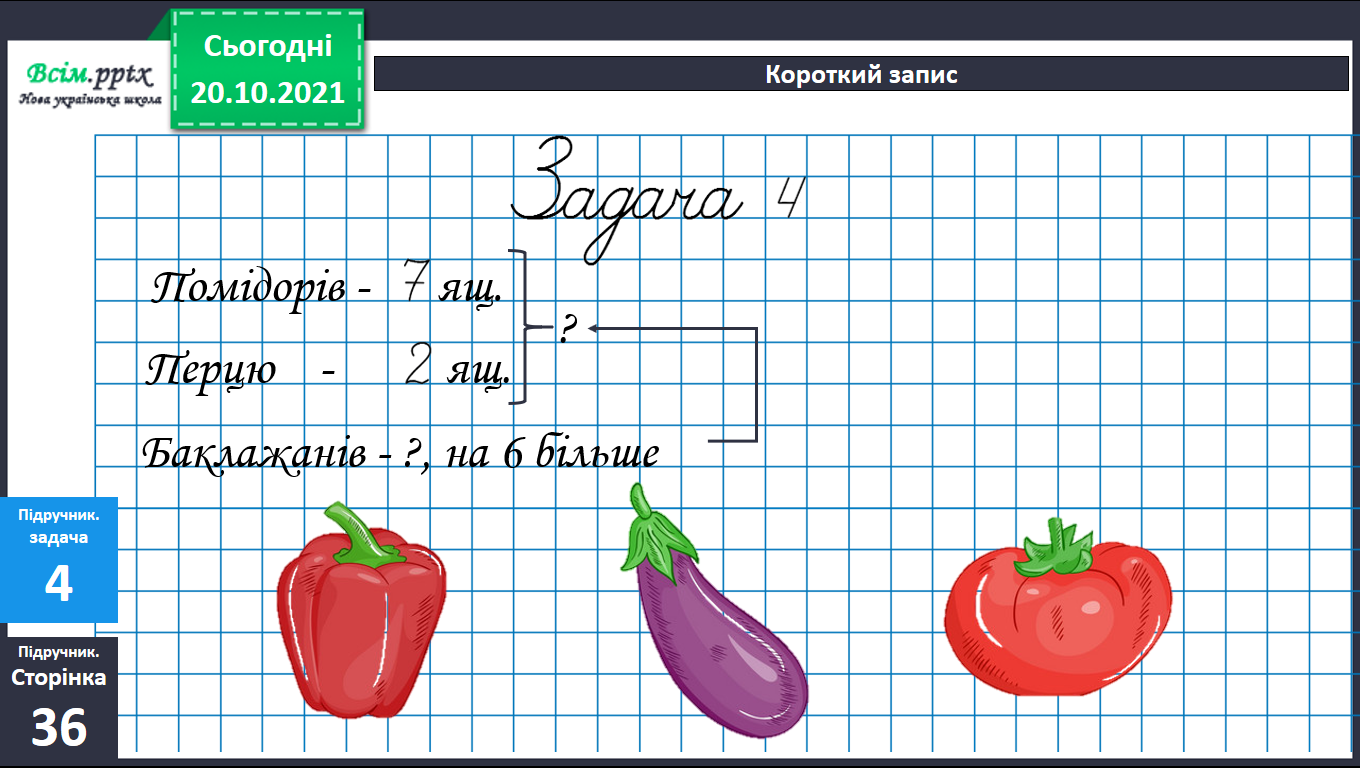 Всім.pptx
Нова українська школа
Сьогодні
20.10.2021
Короткий запис
Задача 4
Помідорів - 7 ящ.
?
Перцю - 2 ящ.
Баклажанів - ?, на 6 більше
Підручник.
задача
4
Підручник.
Сторінка
36